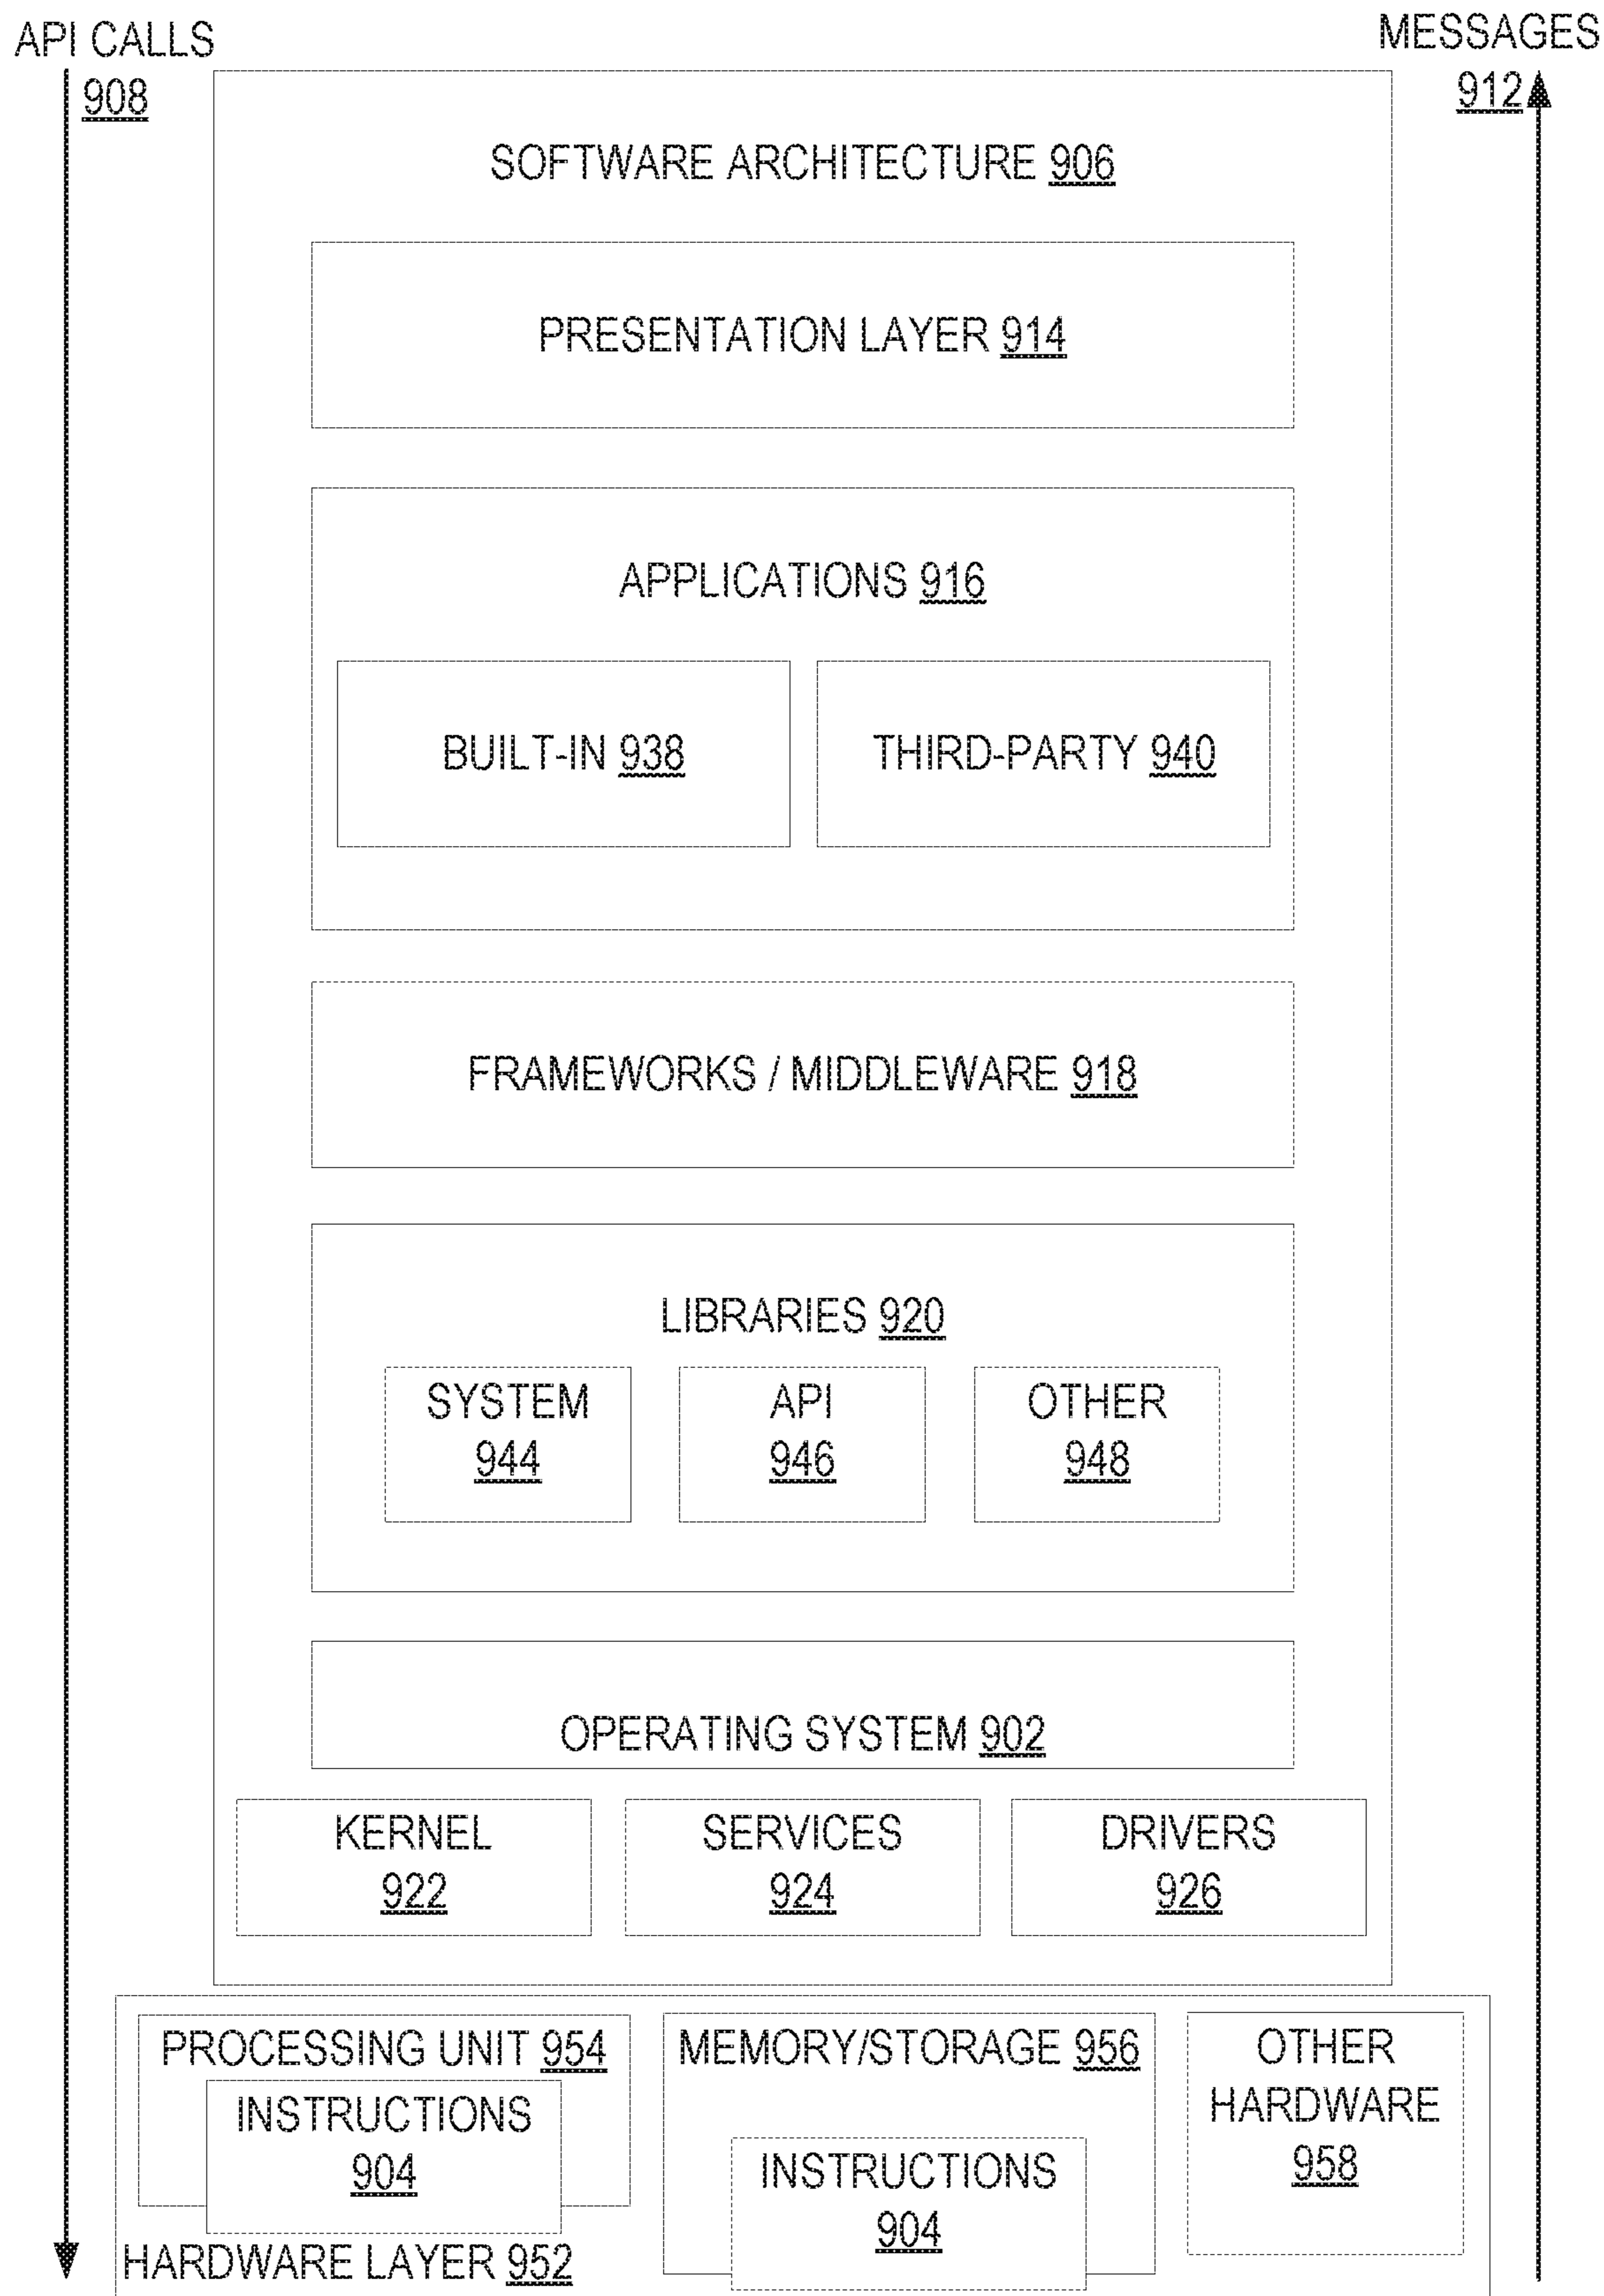 API CALLS
908
MESSAGES
912
SOFTWARE ARCHITECTURE 906
PRESENTATION LAYER 914
APPLICATIONS 916
BUILT-IN 938
THIRD-PARTY 940
FRAMEWORKS / MIDDLEWARE 918
LIBRARIES 920
SYSTEM
944
API
946
OTHER
948
OPERATING SYSTEM 902
KERNEL
922
SERVICES
924
DRIVERS
926
PROCESSING UNIT 954
INSTRUCTIONS
904
MEMORY/STORAGE 956
INSTRUCTIONS
904
OTHER
HARDWARE
958
HARDWARE LAYER 952